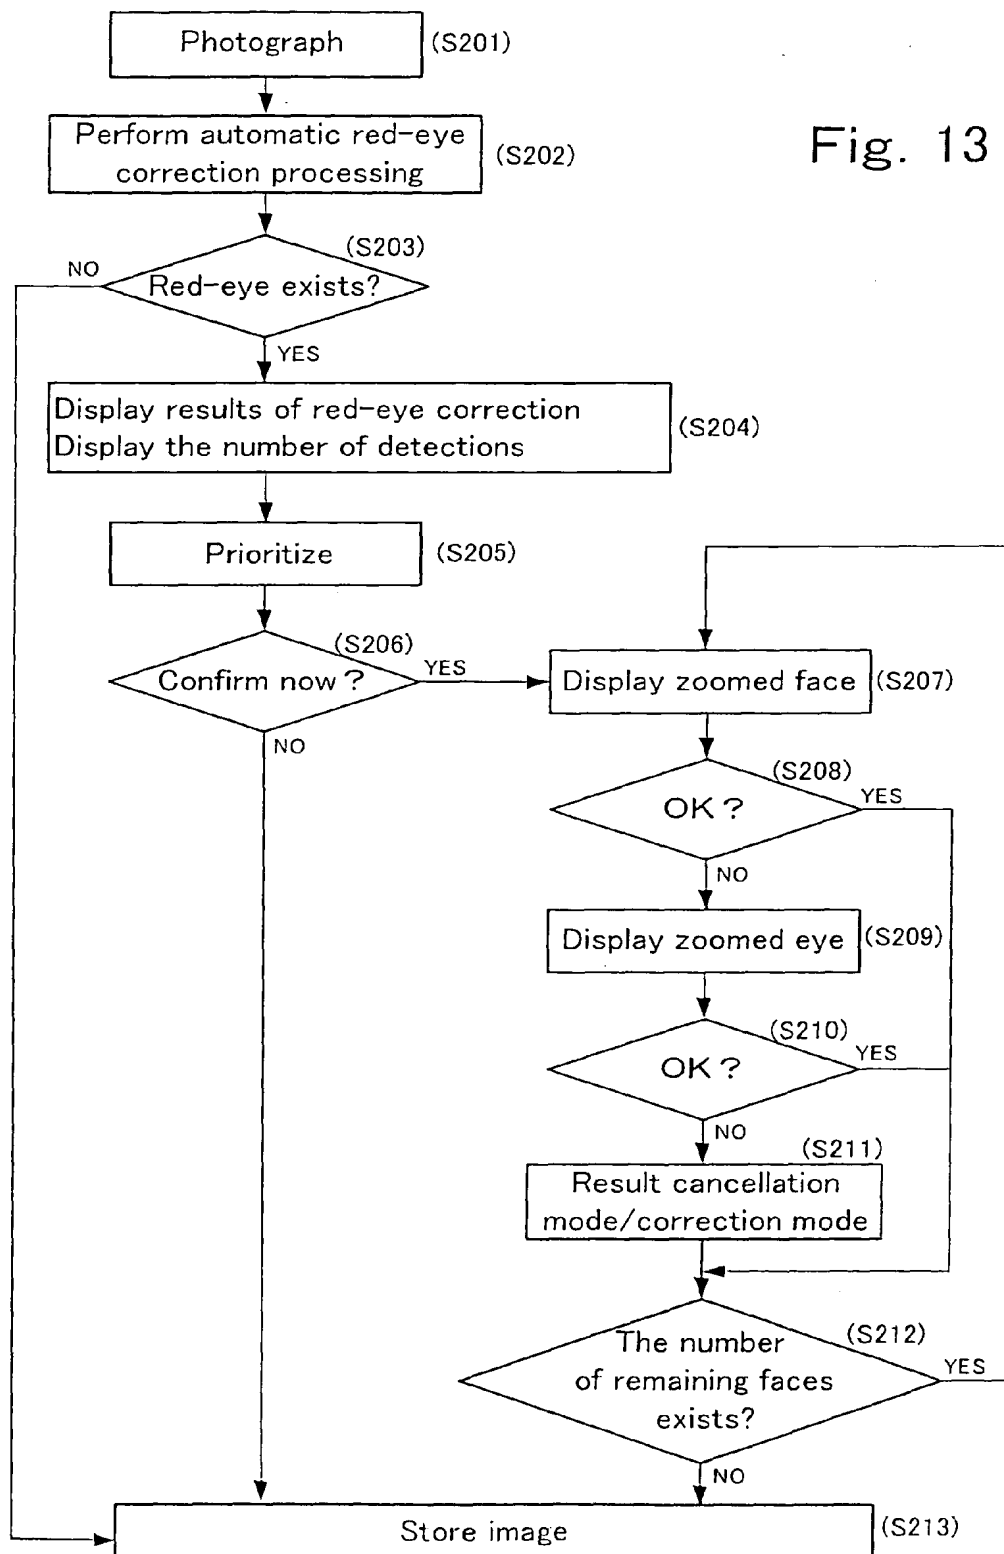 Photograph
(S201)
Perform automatic red-eye
correction processing
(S202)
Fig. 13
(S203)
NO
Red-eye exists?
YES
Display results of red-eye correction
Display the number of detections
(S204)
Prioritize
(S205)
(S206)
Confirm now?
YES
NO
Display zoomed face
(S207)
(S208)
OK?
YES
NO
Display zoomed eye
(S209)
(S210)
OK?
YES
NO
(S211)
Result cancellation
mode/correction mode
(S212)
The number
of remaining faces
exists?
YES
NO
Store image
(S213)